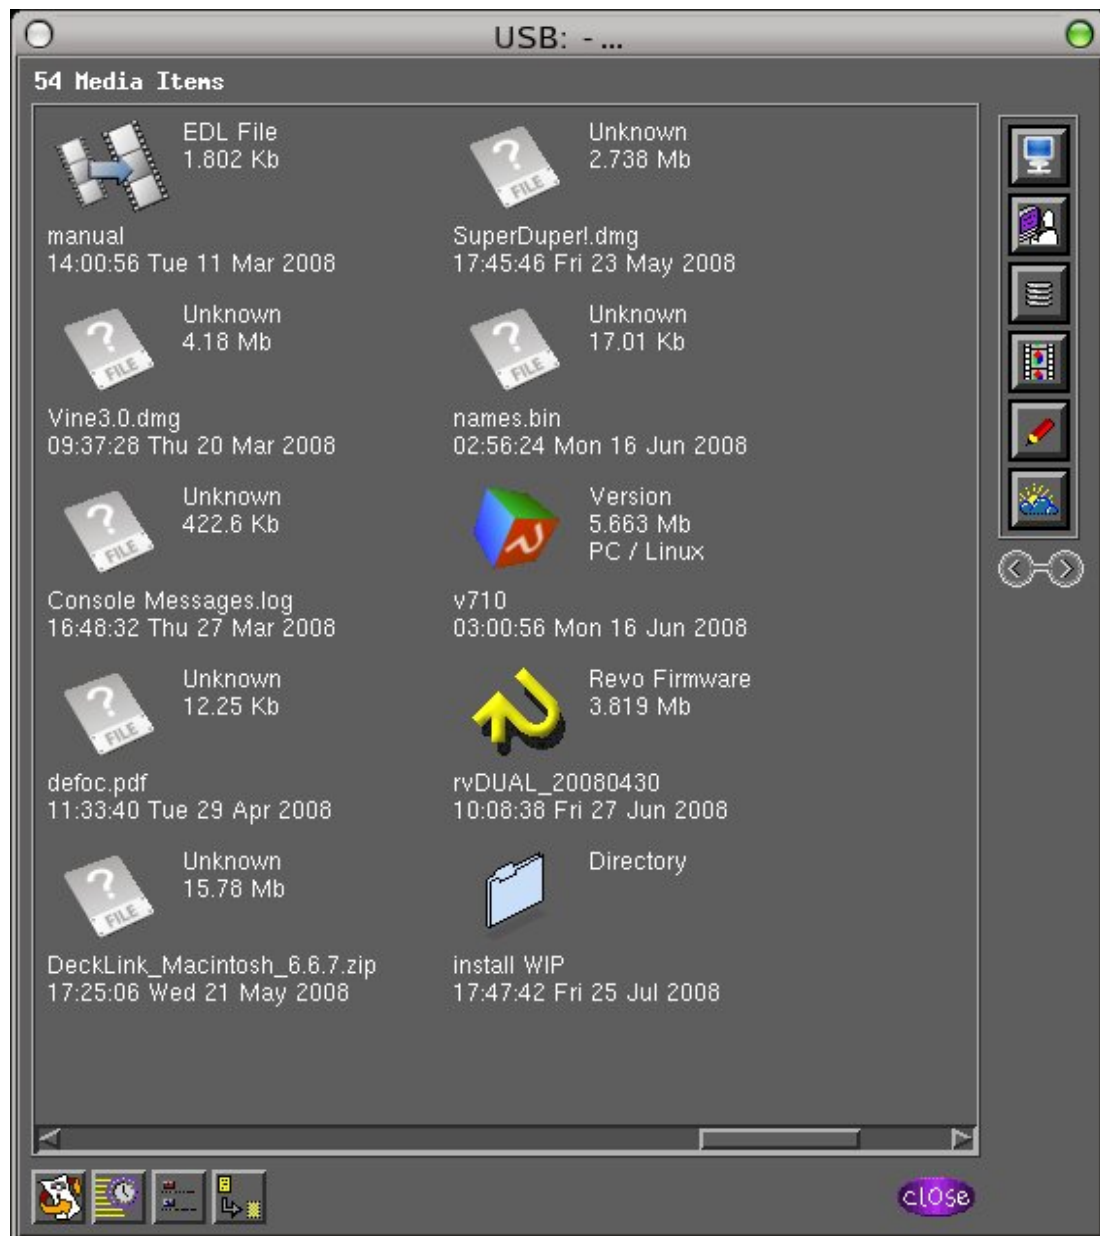 USB: - ...
54 Media Items
EDL File
1.802 Kb
manual
14:00:56 Tue 11 Mar 2008
Unknown
4.18 Mb
FILE
Vine3.0.dmg
09:37:28 Thu 20 Mar 2008
Unknown
422.6 Kb
FILE
Console Messages.log
16:48:32 Thu 27 Mar 2008
Unknown
12.25 Kb
FILE
defoc.pdf
11:33:40 Tue 29 Apr 2008
Unknown
15.78 Mb
FILE
DeckLink_Macintosh_6.6.7.zip
17:25:06 Wed 21 May 2008
Unknown
2.738 Mb
FILE
SuperDuper!.dmg
17:45:46 Fri 23 May 2008
Unknown
17.01 Kb
FILE
names.bin
02:56:24 Mon 16 Jun 2008
Version
5.663 Mb
PC / Linux
v710
03:00:56 Mon 16 Jun 2008
Revo Firmware
3.819 Mb
rvDUAL_20080430
10:08:38 Fri 27 Jun 2008
Directory
install WIP
17:47:42 Fri 25 Jul 2008
close